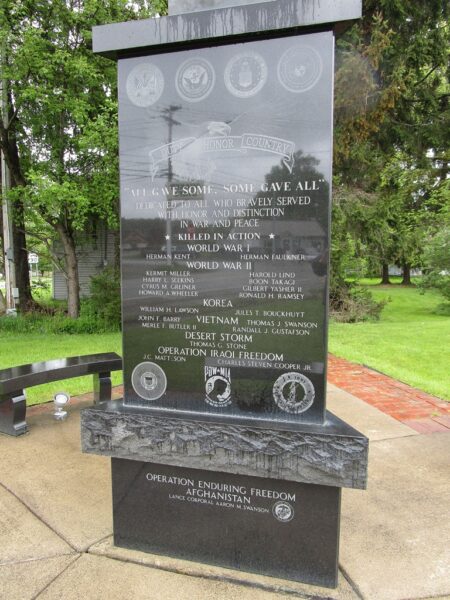 HONOR COUNTRY
"ALL GAVE SOME, SOME GAVE ALL"
DEDICATED TO ALL WHO BRAVELY SERVED
WITH HONOR AND DISTINCTION
IN WAR AND PEACE
★ KILLED IN ACTION ★
WORLD WAR I
HERMAN KENT HERMAN FAULKNER
WORLD WAR II
KERMIT MILLER HAROLD LIND
HARRY L. SEEKINS BOON TAKAGI
CYRUS M. GREINER GILBERT YASHER II
HOWARD A WHEELER RONALD H. RAMSEY
KOREA
WILLIAM H. LAWSON JULES T. BOUCKHUYT
VIETNAM
JOHN F. BARRY THOMAS J. SWANSON
MERLE F. BUTLER II RANDALL J. GUSTAFSON
DESERT STORM
THOMAS G. STONE
OPERATION IRAQI FREEDOM
J.C. MATTSON CHARLES STEVEN COOPER JR.
POW★MIA
OPERATION ENDURING FREEDOM
AFGHANISTAN
LANCE CORPORAL AARON M. SWANSON